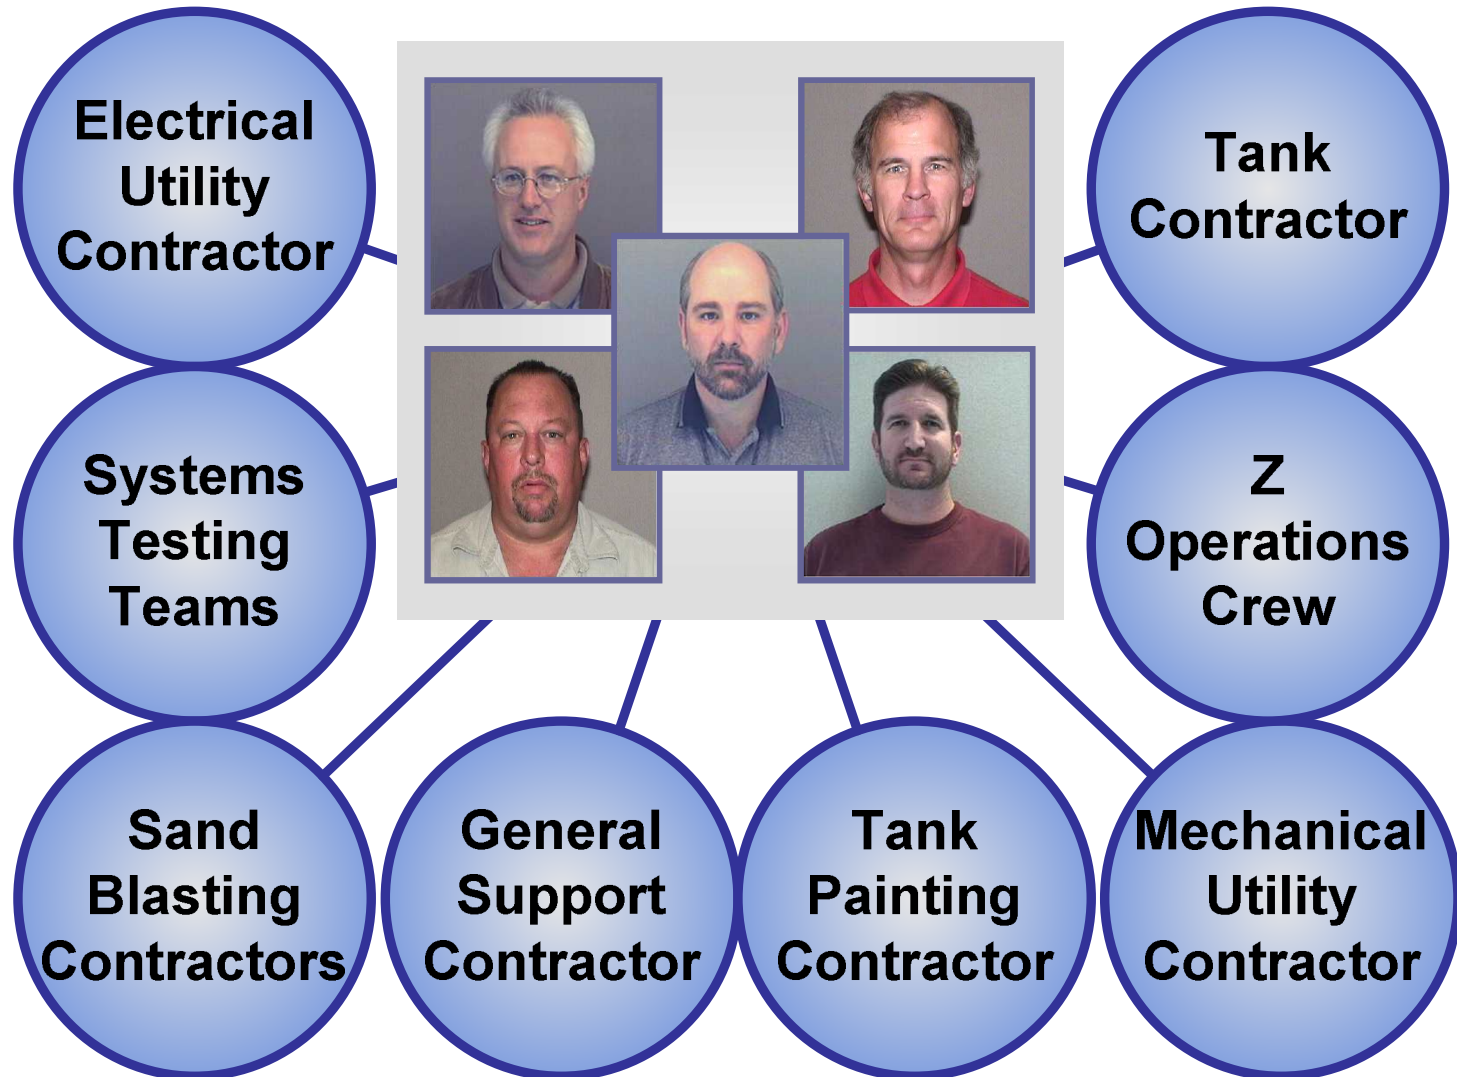 Electrical
Utility
Contractor
Tank
Contractor
Systems
Testing
Teams
Z
Operations
Crew
Sand
Blasting
Contractors
General
Support
Contractor
Tank
Painting
Contractor
Mechanical
Utility
Contractor